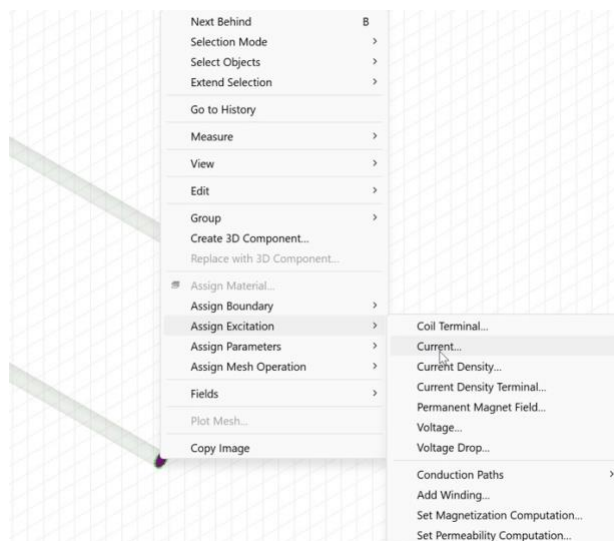 Next Behind B
Selection Mode
Select Objects
Extend Selection
Go to History
Measure
View
Edit
Group
Create 3D Component...
Replace with 3D Component...
Assign Material...
Assign Boundary
Assign Excitation
Assign Parameters
Assign Mesh Operation
Fields
Plot Mesh...
Copy Image
Coil Terminal...
Current...
Current Density...
Current Density Terminal...
Permanent Magnet Field...
Voltage...
Voltage Drop...
Conduction Paths
Add Winding...
Set Magnetization Computation...
Set Permeability Computation...